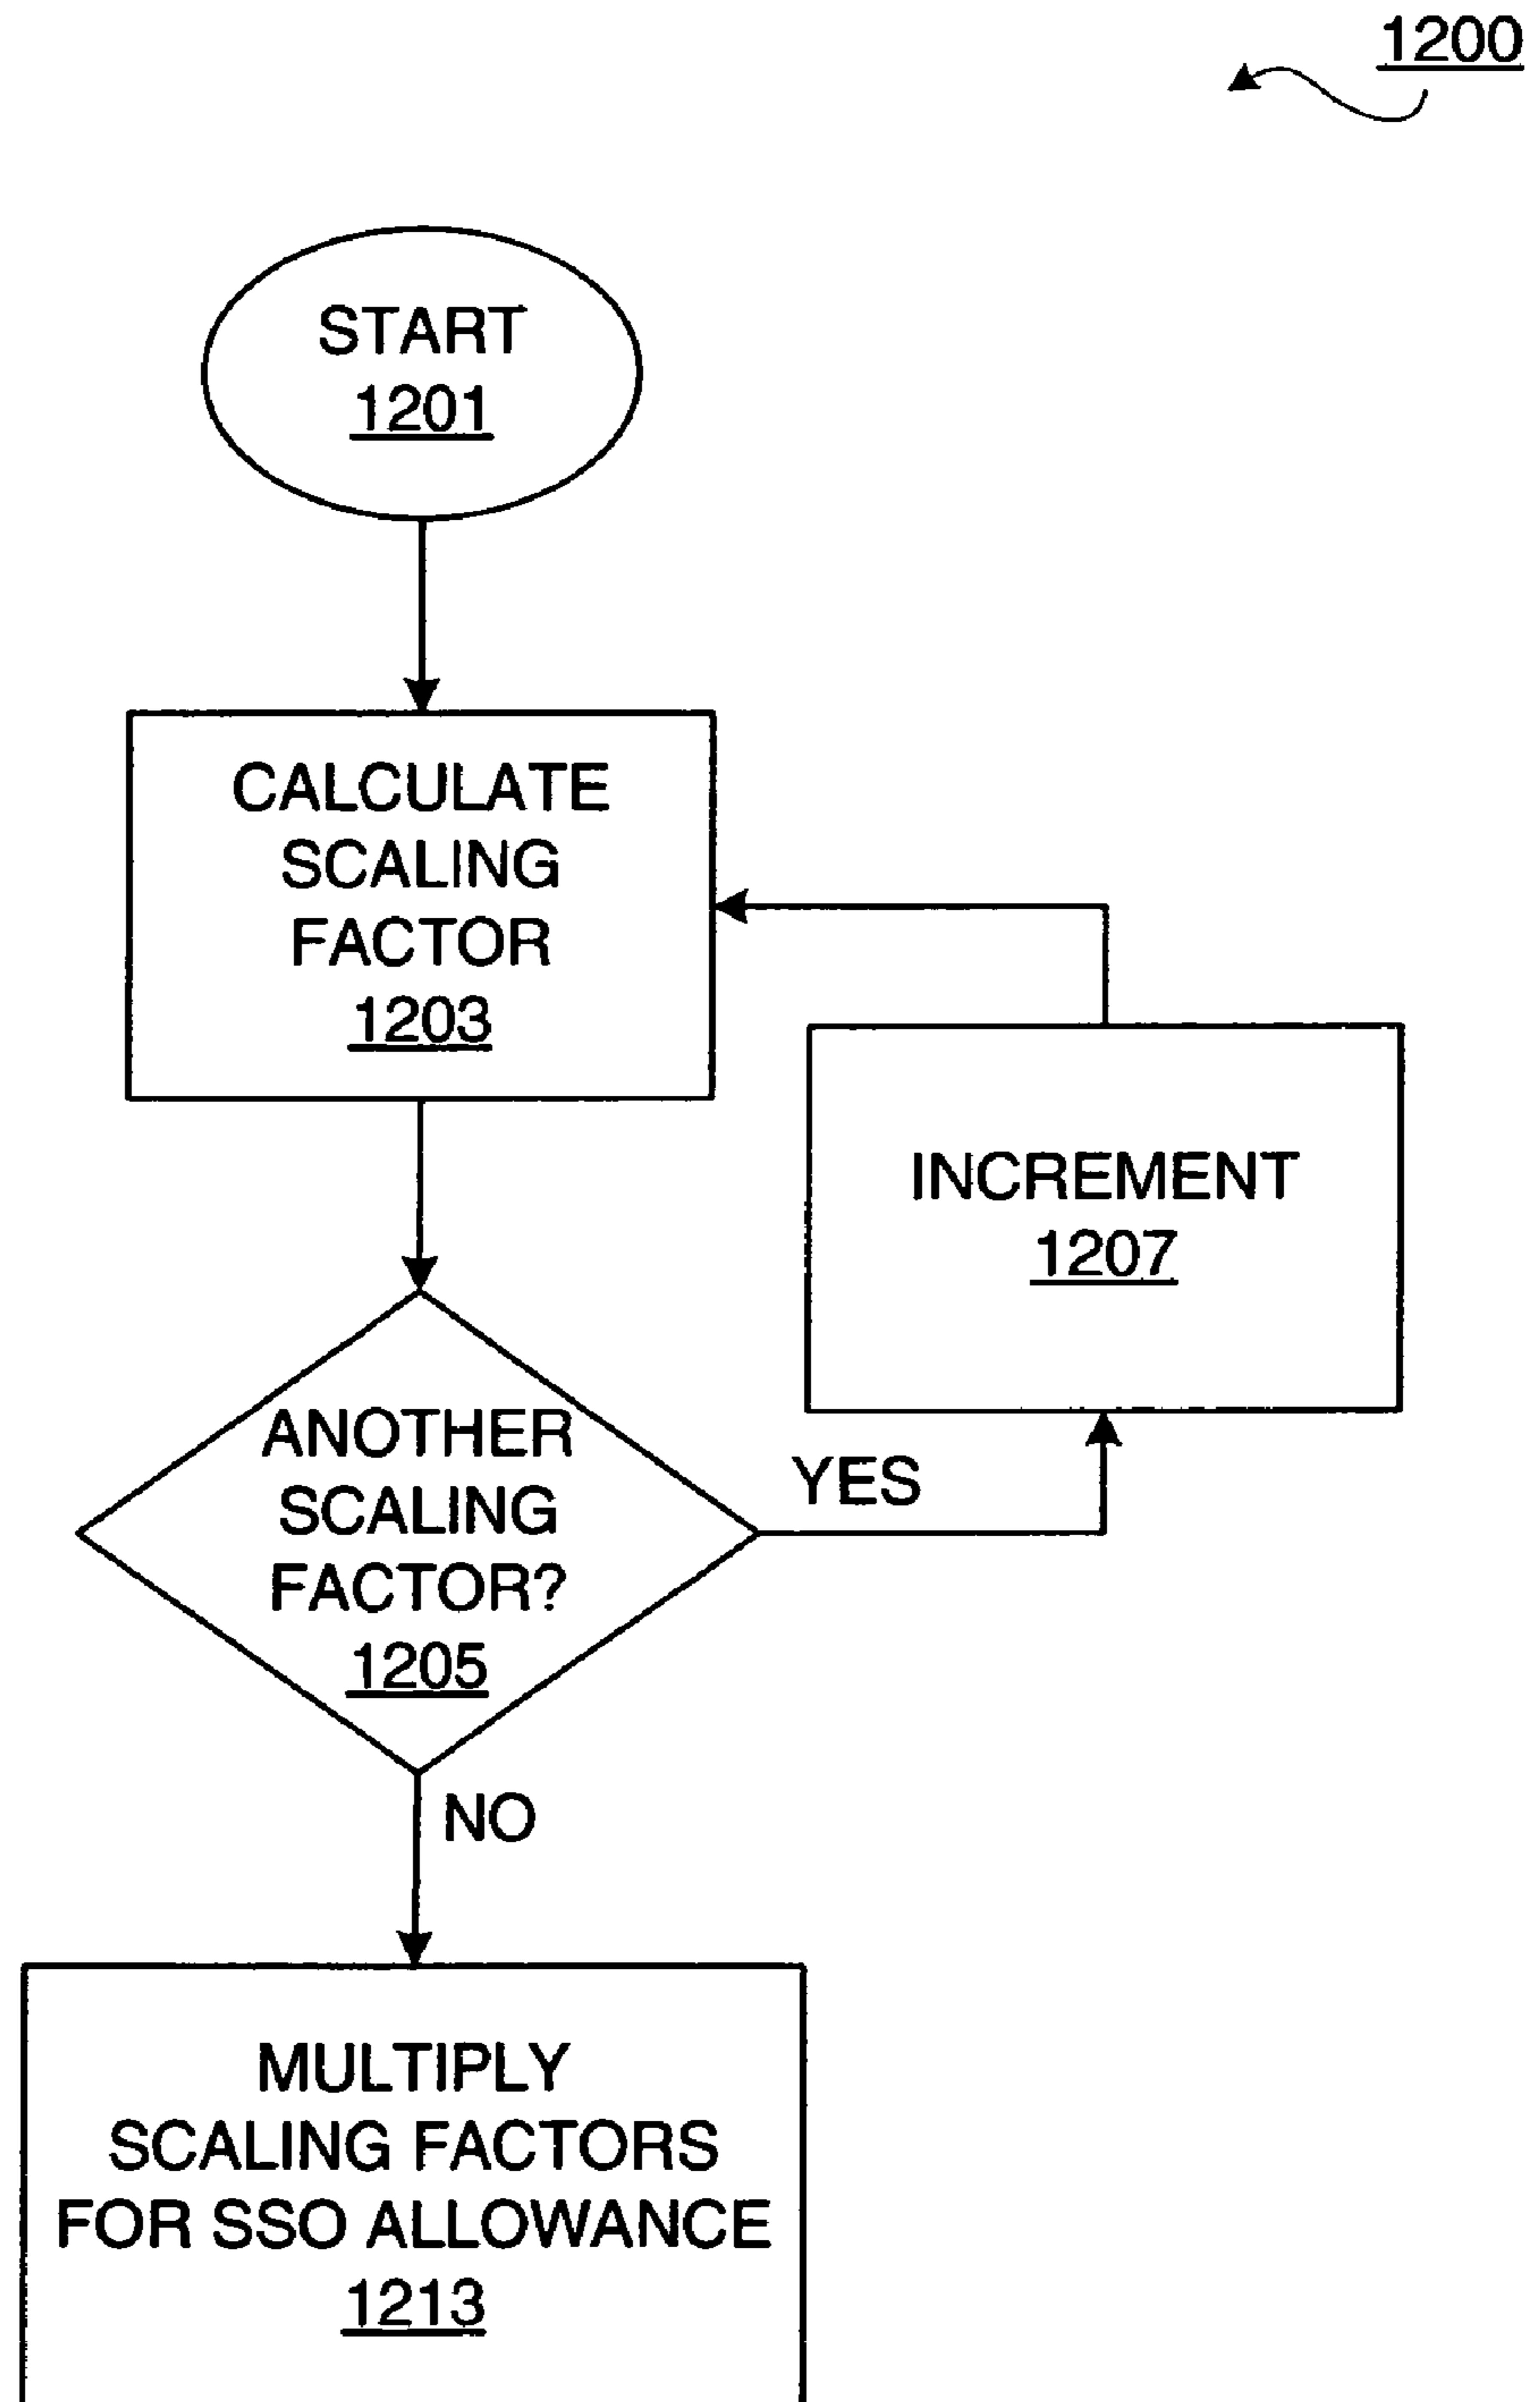 1200
START
1201
CALCULATE
SCALING
FACTOR
1203
INCREMENT
1207
ANOTHER
SCALING
FACTOR?
1205
YES
NO
MULTIPLY
SCALING FACTORS
FOR SSO ALLOWANCE
1213